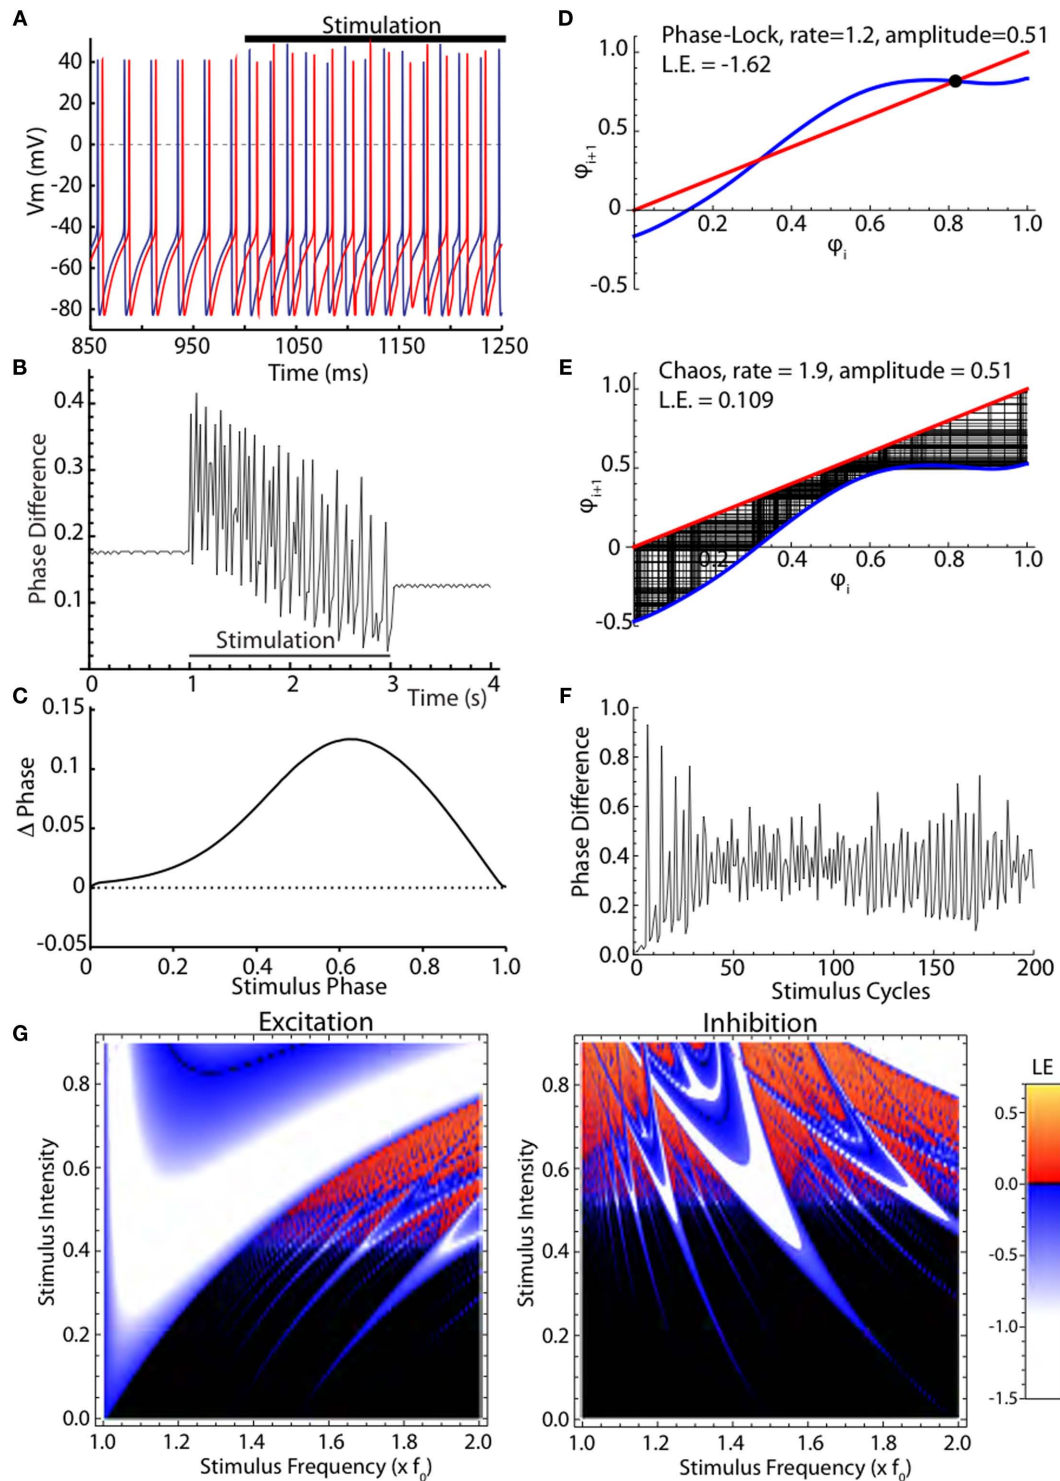 A
Stimulation
40
20
0
-20
-40
-60
-80
Vm (mV)
850
950
1050
1150
1250
Time (ms)
B
0.4
0.3
0.2
0.1
Phase Difference
Stimulation
0
1
2
3
4
Time (s)
C
0.15
0.1
0.05
0
-0.05
Δ Phase
0
0.2
0.4
0.6
0.8
1.0
Stimulus Phase
D
Phase-Lock, rate=1.2, amplitude=0.51
L.E. = -1.62
1.0
0.5
0
-0.5
φi+1
0.2
0.4
0.6
0.8
1.0
φi
E
Chaos, rate = 1.9, amplitude = 0.51
L.E. = 0.109
1.0
0.5
0
-0.5
φi+1
0.2
0.4
0.6
0.8
1.0
φi
F
1.0
0.8
0.6
0.4
0.2
0.0
Phase Difference
0
50
100
150
200
Stimulus Cycles
G
Excitation
0.8
0.6
0.4
0.2
0.0
Stimulus Intensity
1.0
1.2
1.4
1.6
1.8
2.0
Stimulus Frequency (x f0)
Inhibition
0.8
0.6
0.4
0.2
0.0
Stimulus Intensity
1.0
1.2
1.4
1.6
1.8
2.0
Stimulus Frequency (x f0)
LE
0.5
0.0
-0.5
-1.0
-1.5